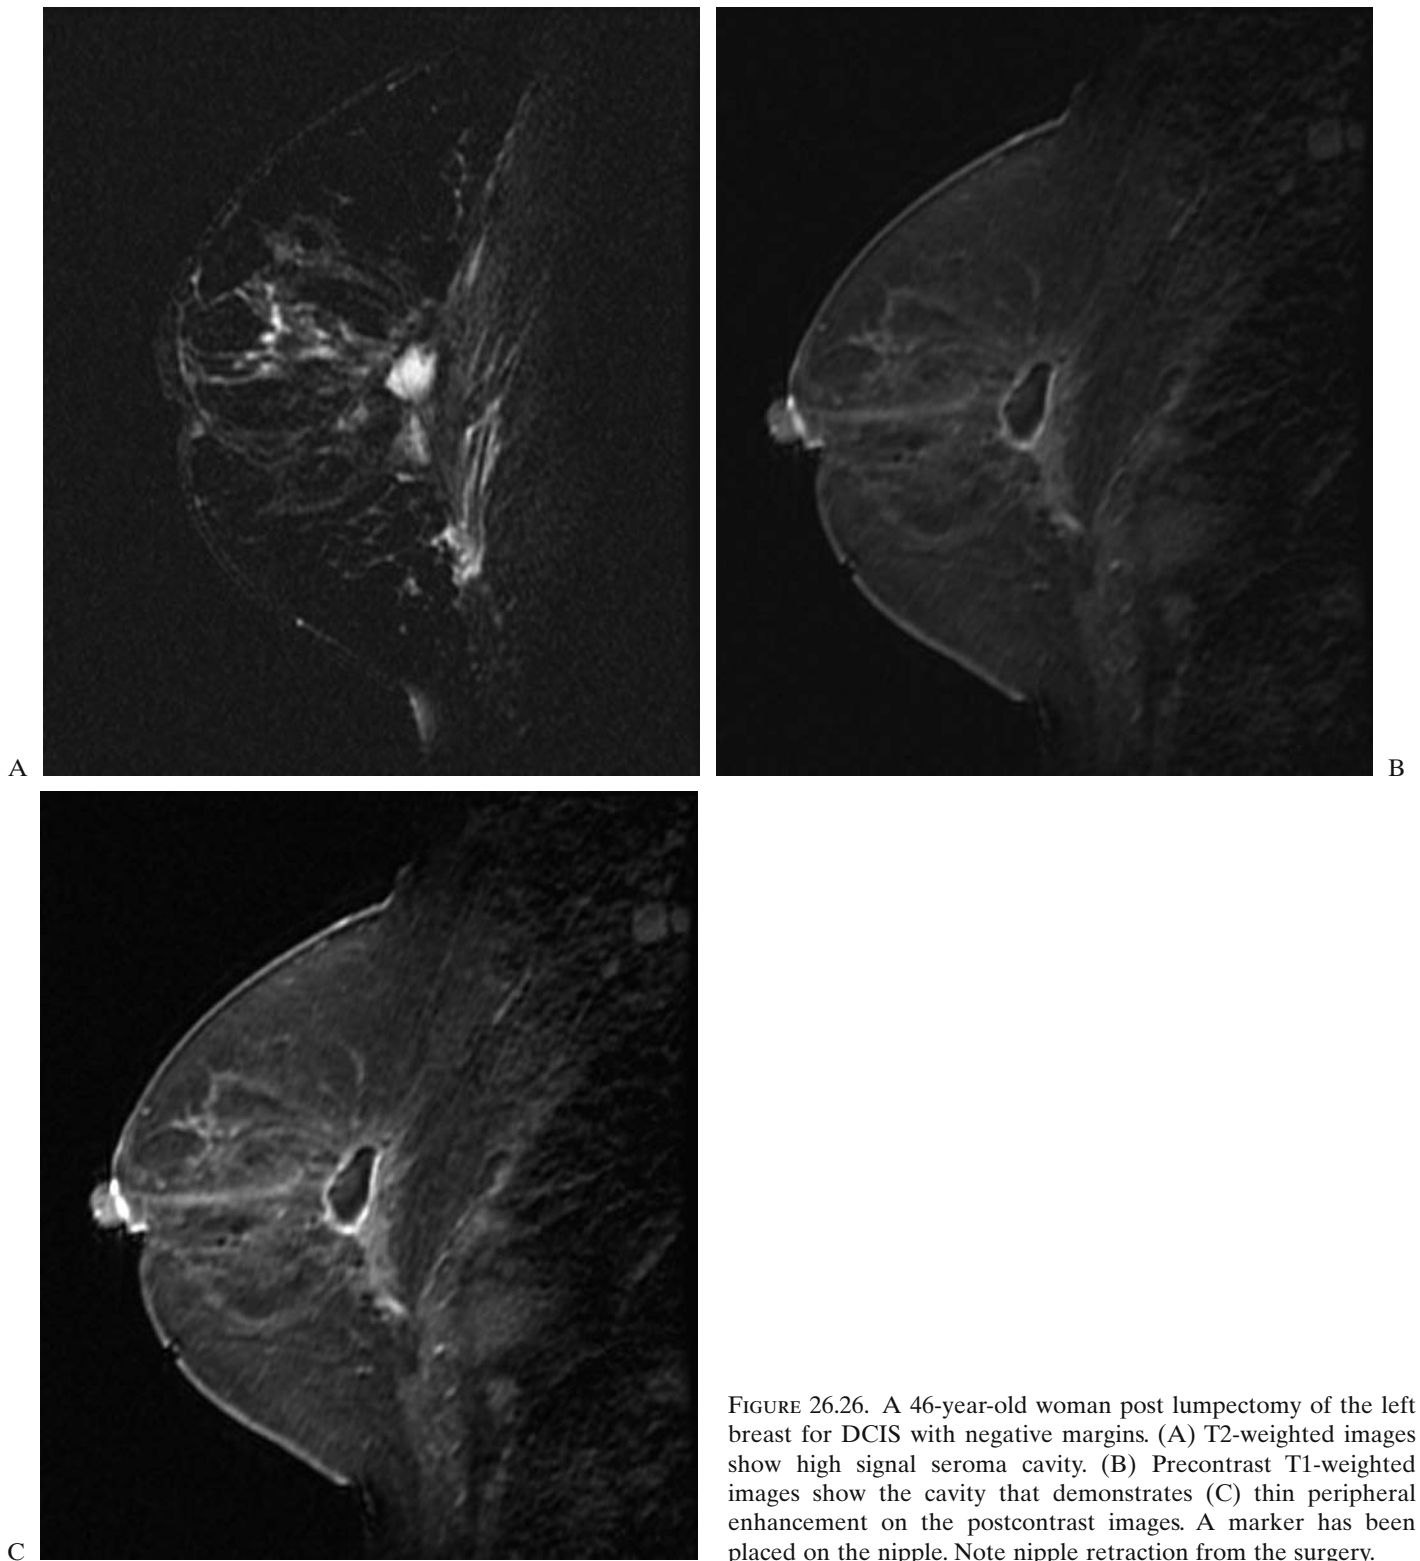 A
B
C
FIGURE 26.26. A 46-year-old woman post lumpectomy of the left
breast for DCIS with negative margins. (A) T2-weighted images
show high signal seroma cavity. (B) Precontrast T1-weighted
images show the cavity that demonstrates (C) thin peripheral
enhancement on the postcontrast images. A marker has been
placed on the nipple. Note nipple retraction from the surgery.